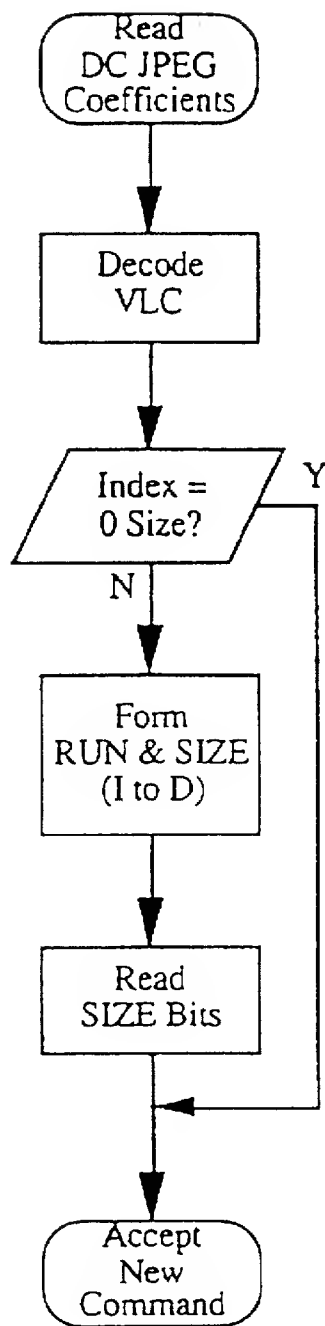 Read
DC JPEG
Coefficients
Decode
VLC
Index =
0 Size?
Y
N
Form
RUN & SIZE
(I to D)
Read
SIZE Bits
Accept
New
Command